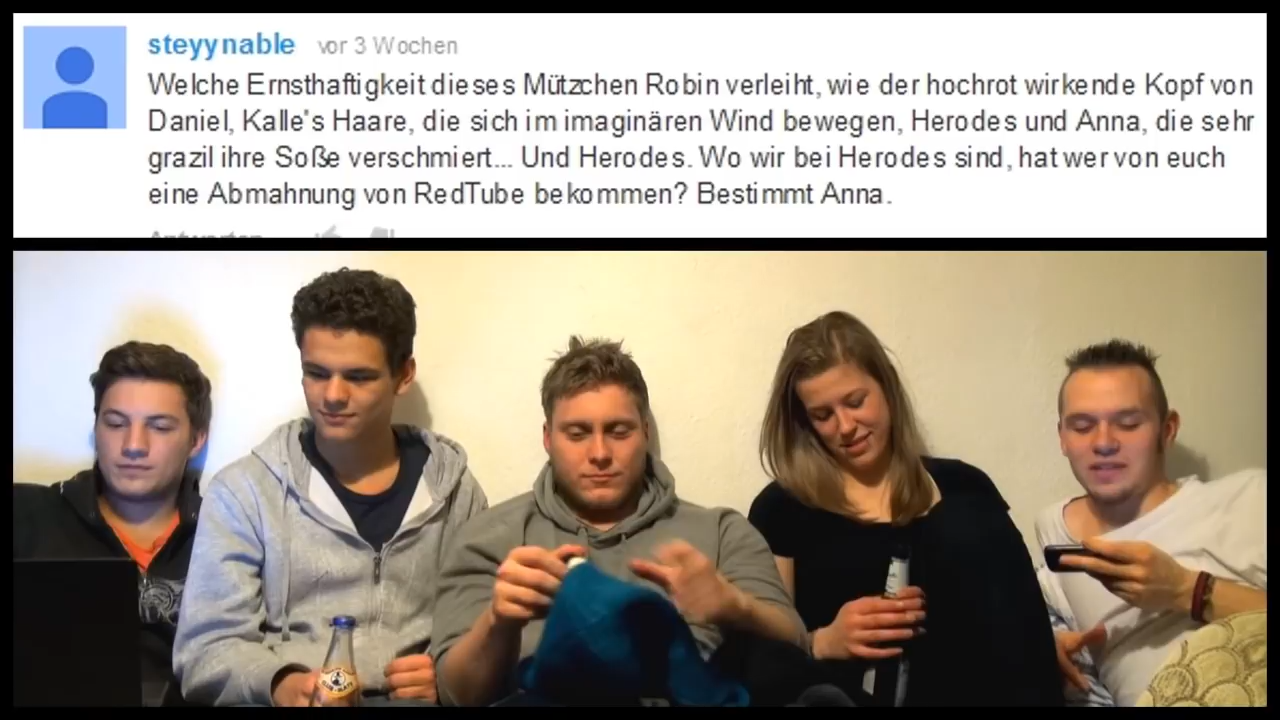 steyynable vor 3 Wochen
Welche Ernsthaftigkeit dieses Mützchen Robin verleiht, wie der hochrot wirkende Kopf von
Daniel, Kalle's Haare, die sich im imaginären Wind bewegen, Herodes und Anna, die sehr
grazil ihre Soße verschmiert... Und Herodes. Wo wir bei Herodes sind, hat wer von euch
eine Abmahnung von RedTube bekommen? Bestimmt Anna.